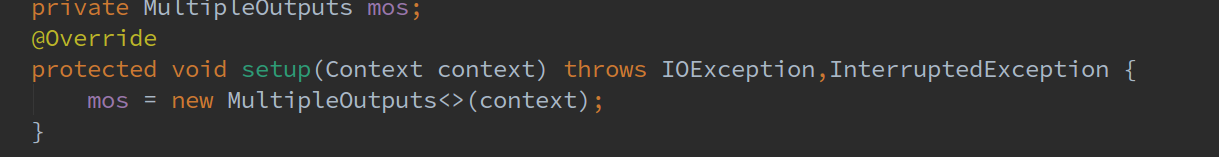 private MultipleOutputs mos;
@Override
protected void setup(Context context) throws IOException,InterruptedException {
    mos = new MultipleOutputs<>(context);
}